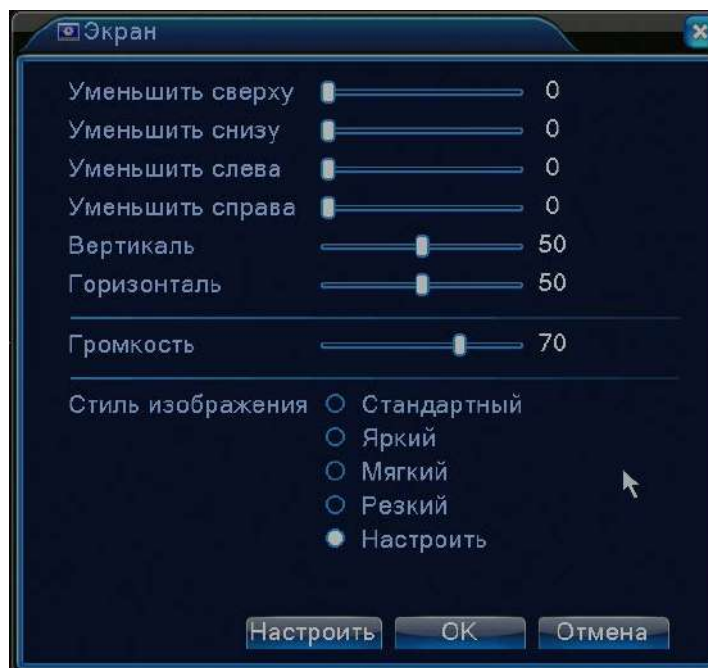 Экран
Уменьшить сверху 0
Уменьшить снизу 0
Уменьшить слева 0
Уменьшить справа 0
Вертикаль 50
Горизонталь 50
Громкость 70
Стиль изображения Стандартный
Яркий
Мягкий
Резкий
Настроить
Настроить OK Отмена